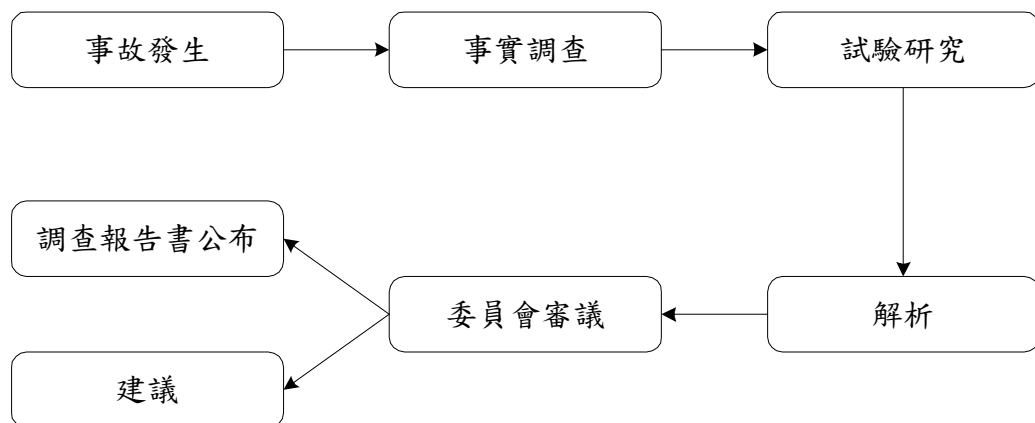 事故發生
事實調查
試驗研究
調查報告書公布
委員會審議
解析
建議